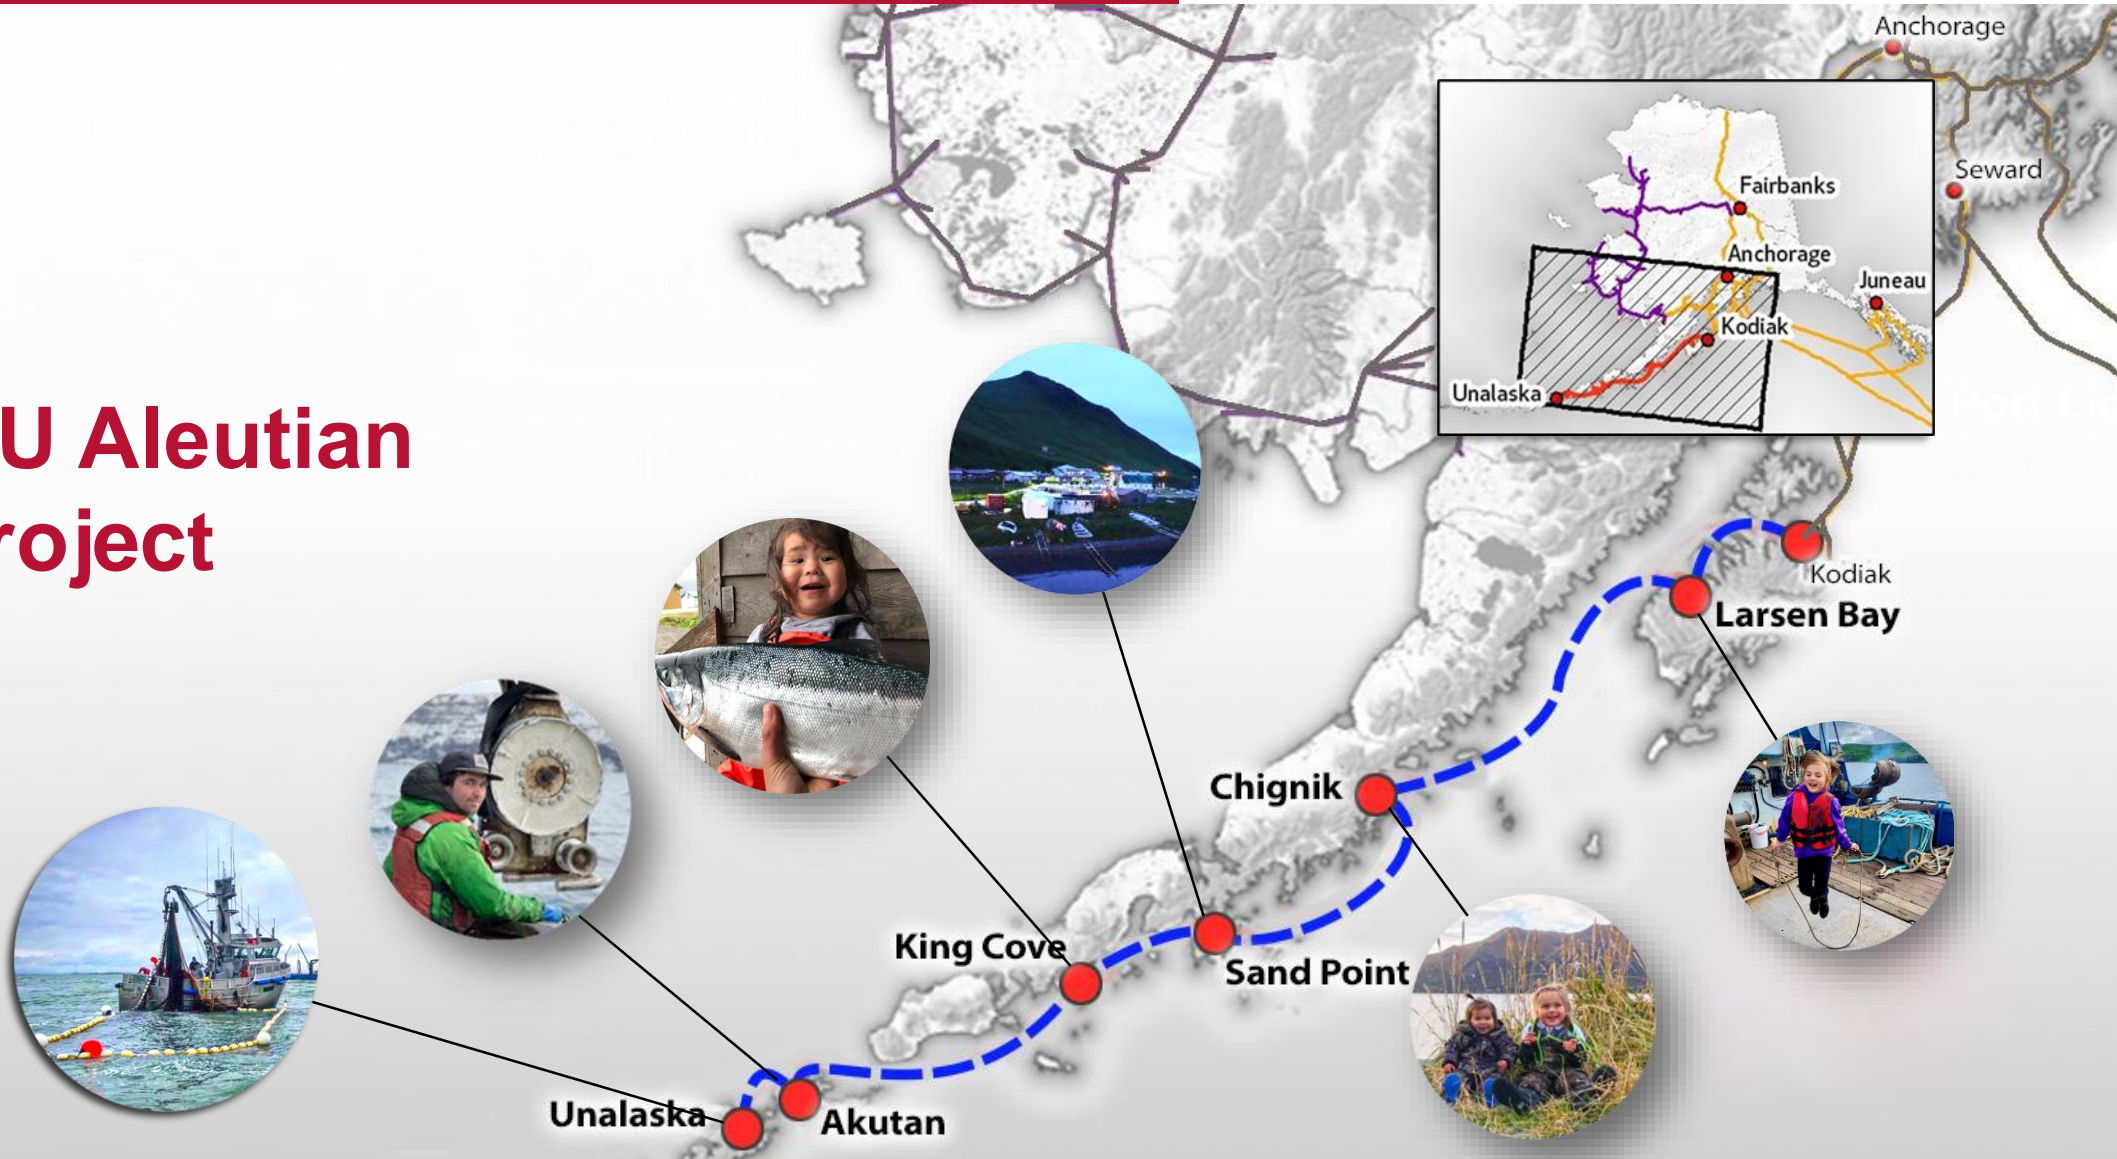 U Aleutian
roject
Anchorage
Seward
Fairbanks
Anchorage
Juneau
Kodiak
Unalaska
Kodiak
Larsen Bay
Chignik
King Cove
Sand Point
Unalaska
Akutan